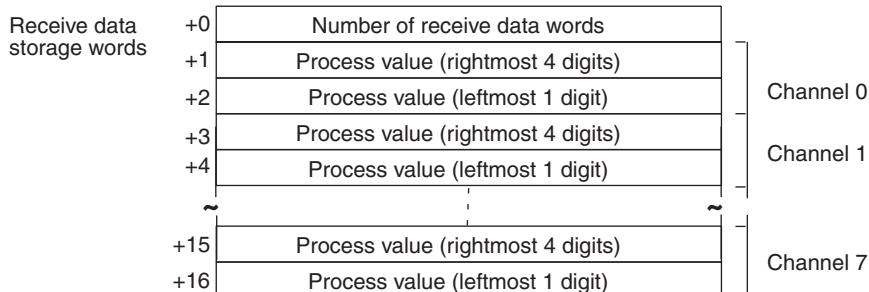 Receive data
storage words
+0 Number of receive data words
+1 Process value (rightmost 4 digits)
+2 Process value (leftmost 1 digit)
Channel 0
+3 Process value (rightmost 4 digits)
+4 Process value (leftmost 1 digit)
Channel 1
~ ~
+15 Process value (rightmost 4 digits)
+16 Process value (leftmost 1 digit)
Channel 7